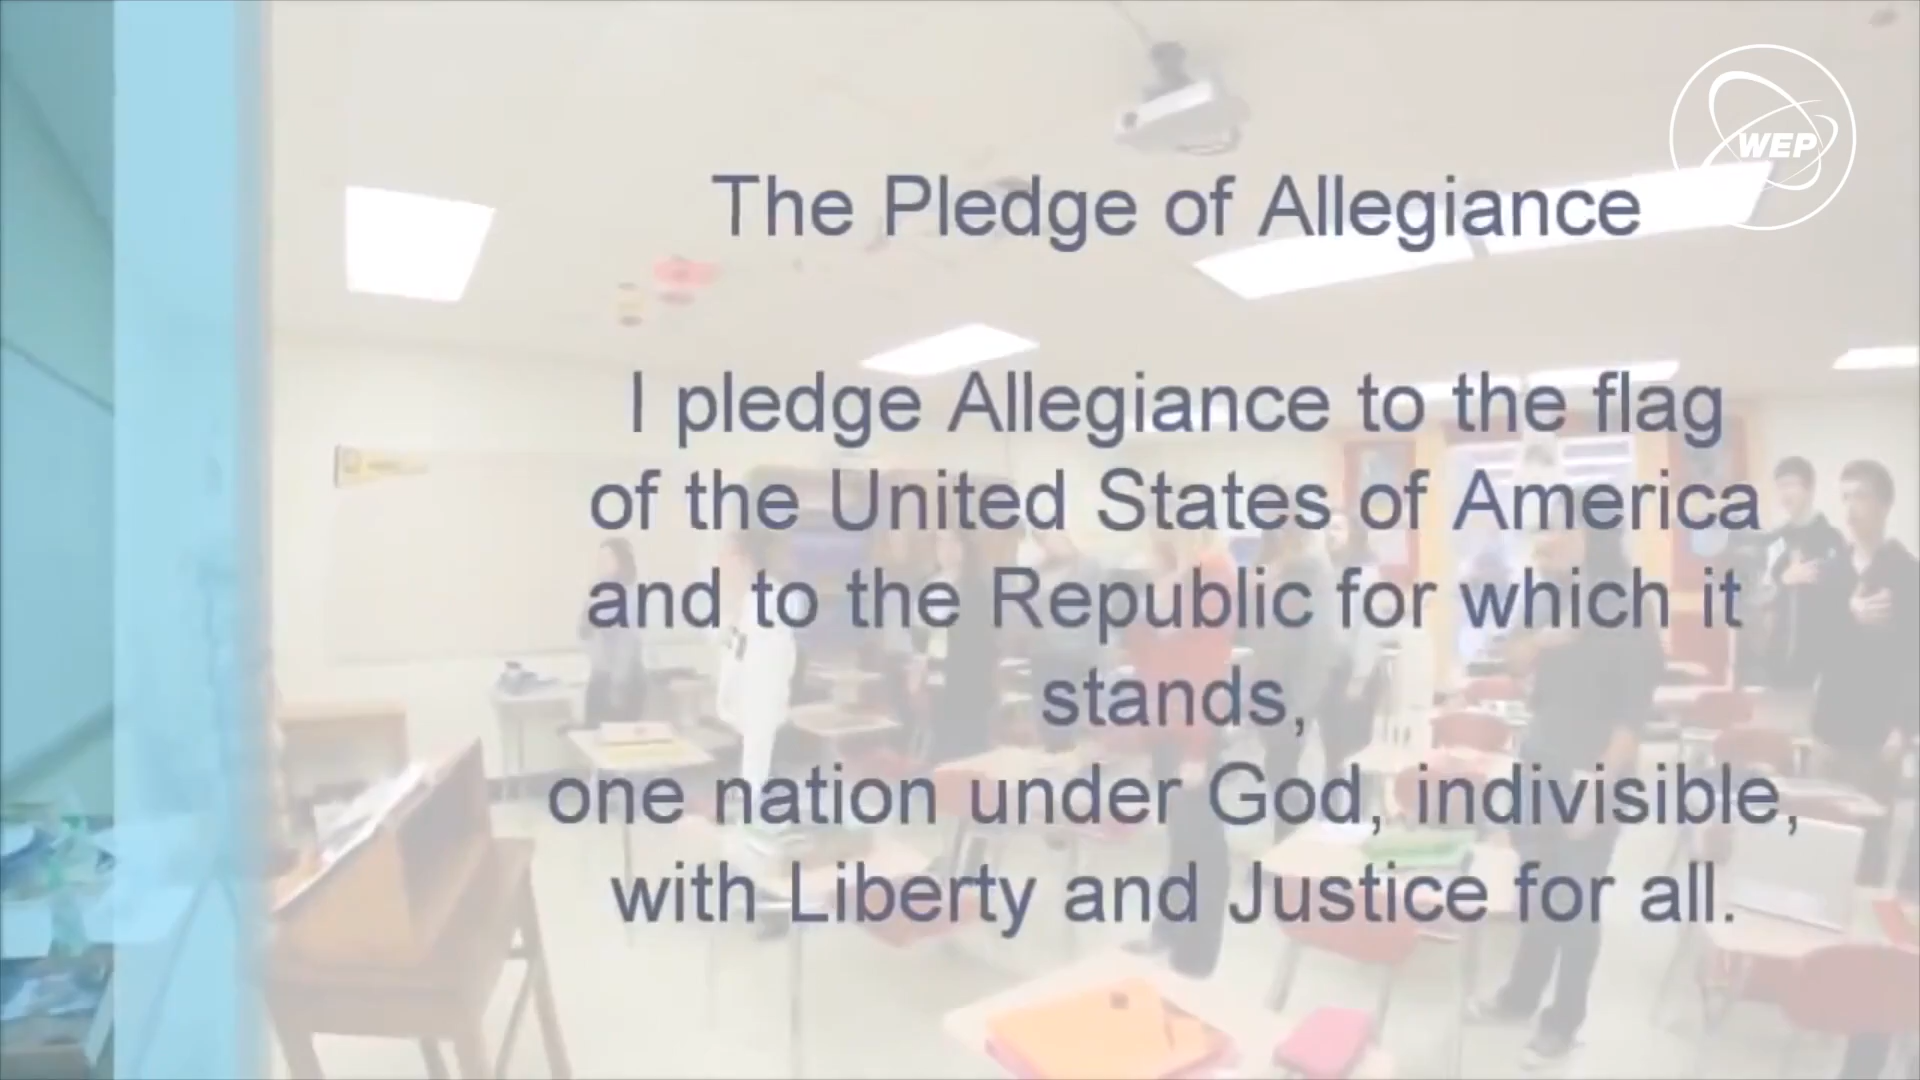 WEP
The Pledge of Allegiance
I pledge Allegiance to the flag
of the United States of America
and to the Republic for which it
stands,
one nation under God, indivisible,
with Liberty and Justice for all.